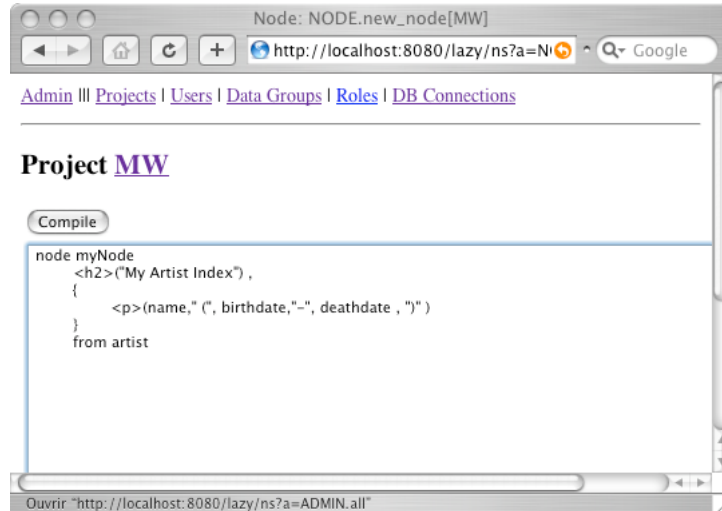 Node: NODE.new_node[MW]
http://localhost:8080/lazy/ns?a=N Google
Admin ||| Projects | Users | Data Groups | Roles | DB Connections
Project MW
Compile
node myNode
<h2>("My Artist Index") ,
{
<p>(name," (", birthdate,"-", deathdate , ")" )
}
from artist
Ouvrir "http://localhost:8080/lazy/ns?a=ADMIN.all"